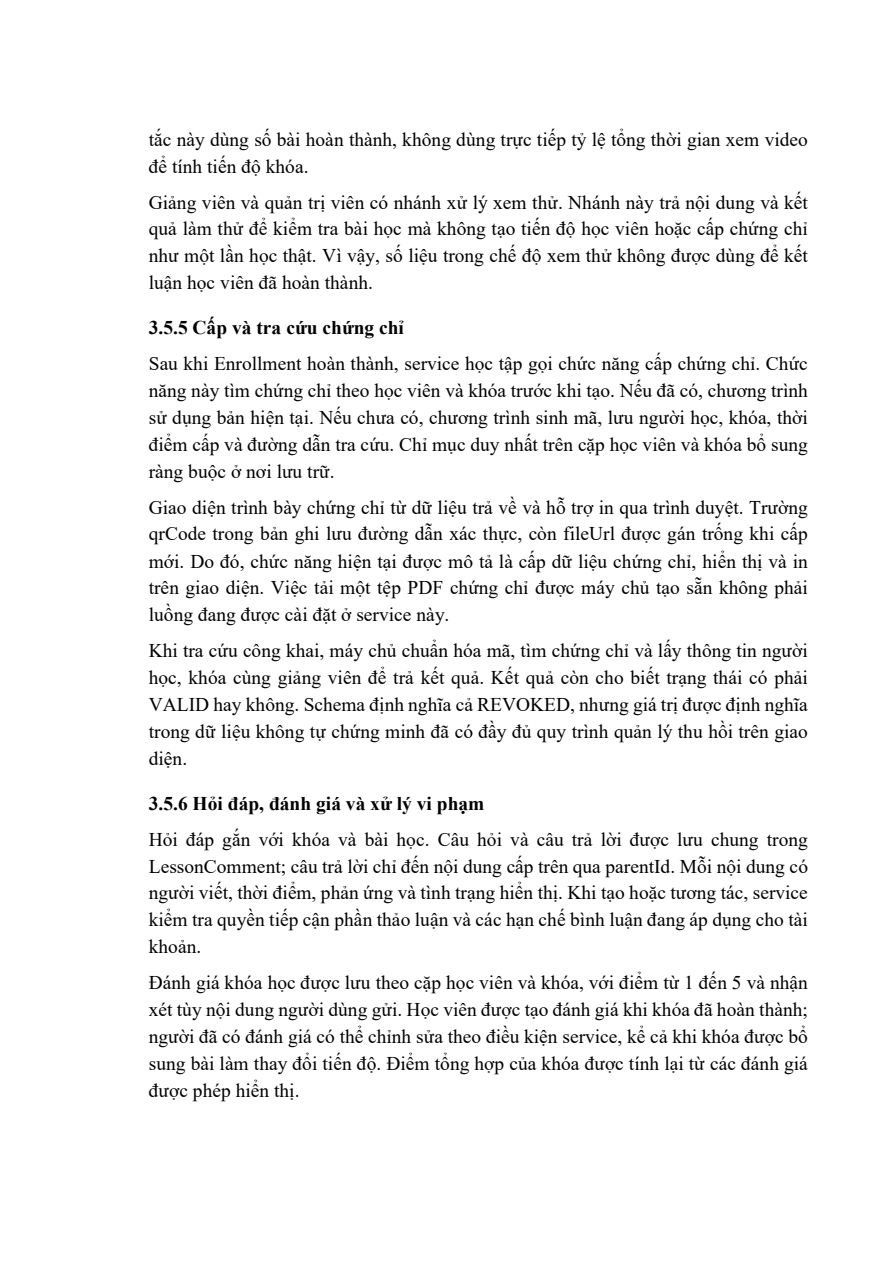 tắc này dùng số bài hoàn thành, không dùng trực tiếp tỷ lệ tổng thời gian xem video
để tính tiến độ khóa.
Giảng viên và quản trị viên có nhánh xử lý xem thử. Nhánh này trả nội dung và kết
quả làm thử để kiểm tra bài học mà không tạo tiến độ học viên hoặc cấp chứng chỉ
như một lần học thật. Vì vậy, số liệu trong chế độ xem thử không được dùng để kết
luận học viên đã hoàn thành.
3.5.5 Cấp và tra cứu chứng chỉ
Sau khi Enrollment hoàn thành, service học tập gọi chức năng cấp chứng chỉ. Chức
năng này tìm chứng chỉ theo học viên và khóa trước khi tạo. Nếu đã có, chương trình
sử dụng bản hiện tại. Nếu chưa có, chương trình sinh mã, lưu người học, khóa, thời
điểm cấp và đường dẫn tra cứu. Chỉ mục duy nhất trên cặp học viên và khóa bổ sung
ràng buộc ở nơi lưu trữ.
Giao diện trình bày chứng chỉ từ dữ liệu trả về và hỗ trợ in qua trình duyệt. Trường
qrCode trong bản ghi lưu đường dẫn xác thực, còn fileUrl được gán trống khi cấp
mới. Do đó, chức năng hiện tại được mô tả là cấp dữ liệu chứng chỉ, hiển thị và in
trên giao diện. Việc tải một tệp PDF chứng chỉ được máy chủ tạo sẵn không phải
luồng đang được cài đặt ở service này.
Khi tra cứu công khai, máy chủ chuẩn hóa mã, tìm chứng chỉ và lấy thông tin người
học, khóa cùng giảng viên để trả kết quả. Kết quả còn cho biết trạng thái có phải
VALID hay không. Schema định nghĩa cả REVOKED, nhưng giá trị được định nghĩa
trong dữ liệu không tự chứng minh đã có đầy đủ quy trình quản lý thu hồi trên giao
diện.
3.5.6 Hỏi đáp, đánh giá và xử lý vi phạm
Hỏi đáp gắn với khóa và bài học. Câu hỏi và câu trả lời được lưu chung trong
LessonComment; câu trả lời chỉ đến nội dung cấp trên qua parentId. Mỗi nội dung có
người viết, thời điểm, phản ứng và tình trạng hiển thị. Khi tạo hoặc tương tác, service
kiểm tra quyền tiếp cận phần thảo luận và các hạn chế bình luận đang áp dụng cho tài
khoản.
Đánh giá khóa học được lưu theo cặp học viên và khóa, với điểm từ 1 đến 5 và nhận
xét tùy nội dung người dùng gửi. Học viên được tạo đánh giá khi khóa đã hoàn thành;
người đã có đánh giá có thể chỉnh sửa theo điều kiện service, kể cả khi khóa được bổ
sung bài làm thay đổi tiến độ. Điểm tổng hợp của khóa được tính lại từ các đánh giá
được phép hiển thị.